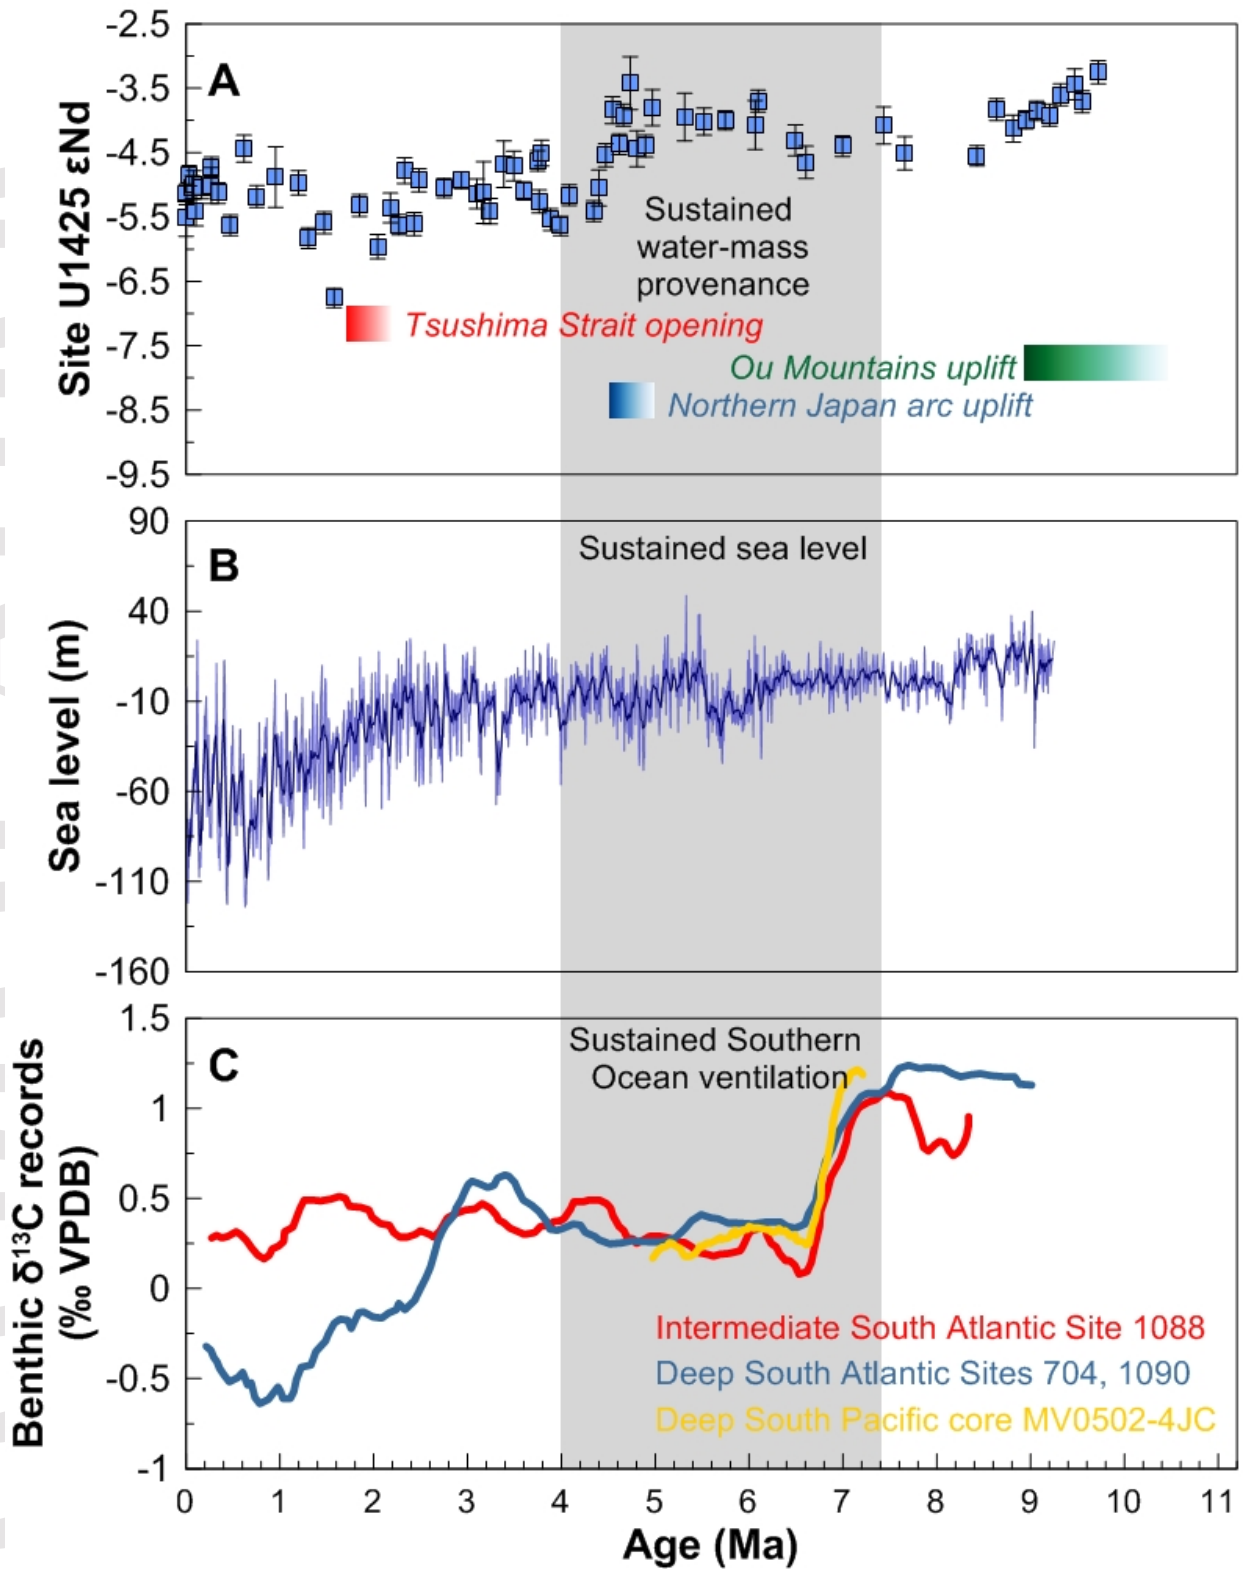 -2.5
-3.5
-4.5
-5.5
-6.5
-7.5
-8.5
-9.5
Site U1425 εNd
A
Sustained
water-mass
provenance
Tsushima Strait opening
Ou Mountains uplift
Northern Japan arc uplift
90
40
-10
-60
-110
-160
Sea level (m)
B
Sustained sea level
1.5
1
0.5
0
-0.5
-1
Benthic δ¹³C records
(‰ VPDB)
C
Sustained Southern
Ocean ventilation
Intermediate South Atlantic Site 1088
Deep South Atlantic Sites 704, 1090
Deep South Pacific core MV0502-4JC
0 1 2 3 4 5 6 7 8 9 10 11
Age (Ma)